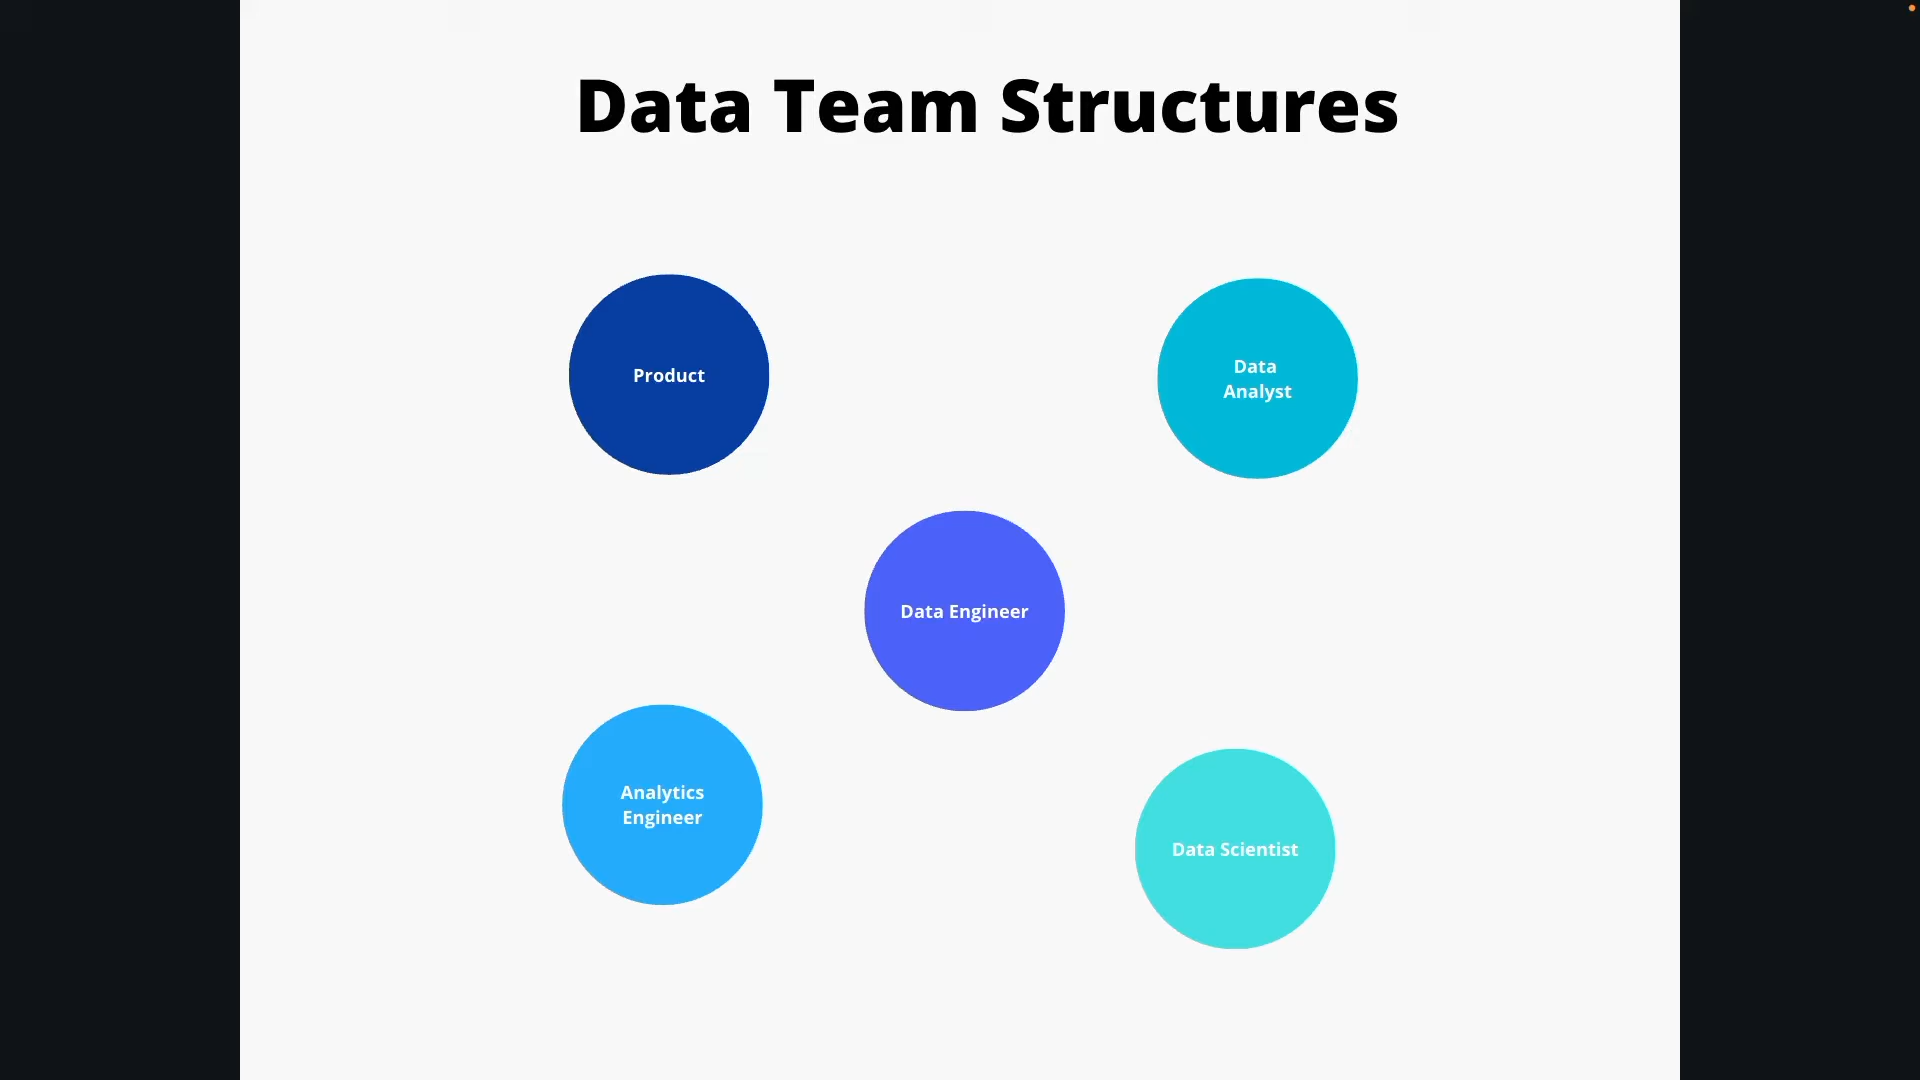 Data Team Structures
Product
Data
Analyst
Data Engineer
Analytics
Engineer
Data Scientist